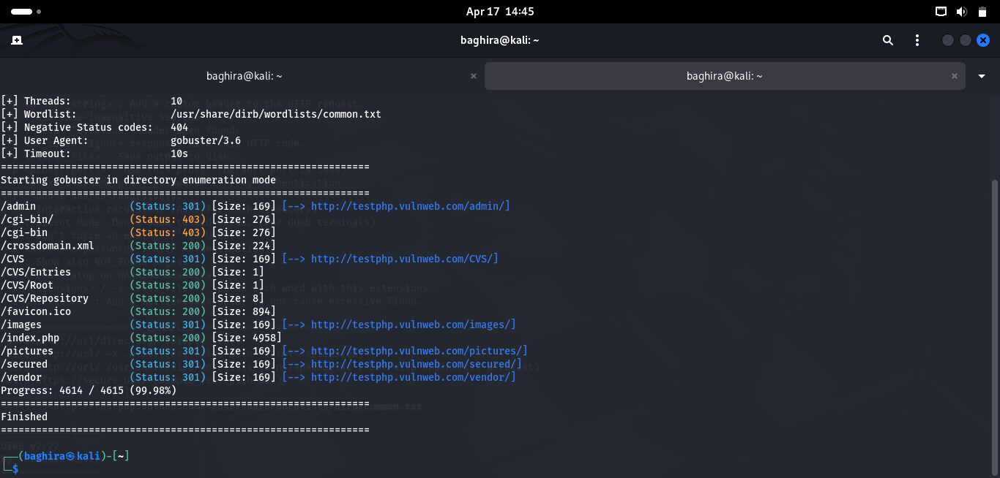 Apr 17 14:45
baghira@kali: ~
baghira@kali: ~ × baghira@kali: ~ ×
[+] Threads: 10
[+] Wordlist: /usr/share/dirb/wordlists/common.txt
[+] Negative Status codes: 404
[+] User Agent: gobuster/3.6
[+] Timeout: 10s
===============================================================
Starting gobuster in directory enumeration mode
===============================================================
/admin (Status: 301) [Size: 169] [--> http://testphp.vulnweb.com/admin/]
/cgi-bin/ (Status: 403) [Size: 276]
/cgi-bin (Status: 403) [Size: 276]
/crossdomain.xml (Status: 200) [Size: 224]
/CVS (Status: 301) [Size: 169] [--> http://testphp.vulnweb.com/CVS/]
/CVS/Entries (Status: 200) [Size: 1]
/CVS/Root (Status: 200) [Size: 1]
/CVS/Repository (Status: 200) [Size: 8]
/favicon.ico (Status: 200) [Size: 894]
/images (Status: 301) [Size: 169] [--> http://testphp.vulnweb.com/images/]
/index.php (Status: 200) [Size: 4958]
/pictures (Status: 301) [Size: 169] [--> http://testphp.vulnweb.com/pictures/]
/secured (Status: 301) [Size: 169] [--> http://testphp.vulnweb.com/secured/]
/vendor (Status: 301) [Size: 169] [--> http://testphp.vulnweb.com/vendor/]
Progress: 4614 / 4615 (99.98%)
===============================================================
Finished
===============================================================
DIRB v2.22
┌──(baghira㉿kali)-[~]
└─$